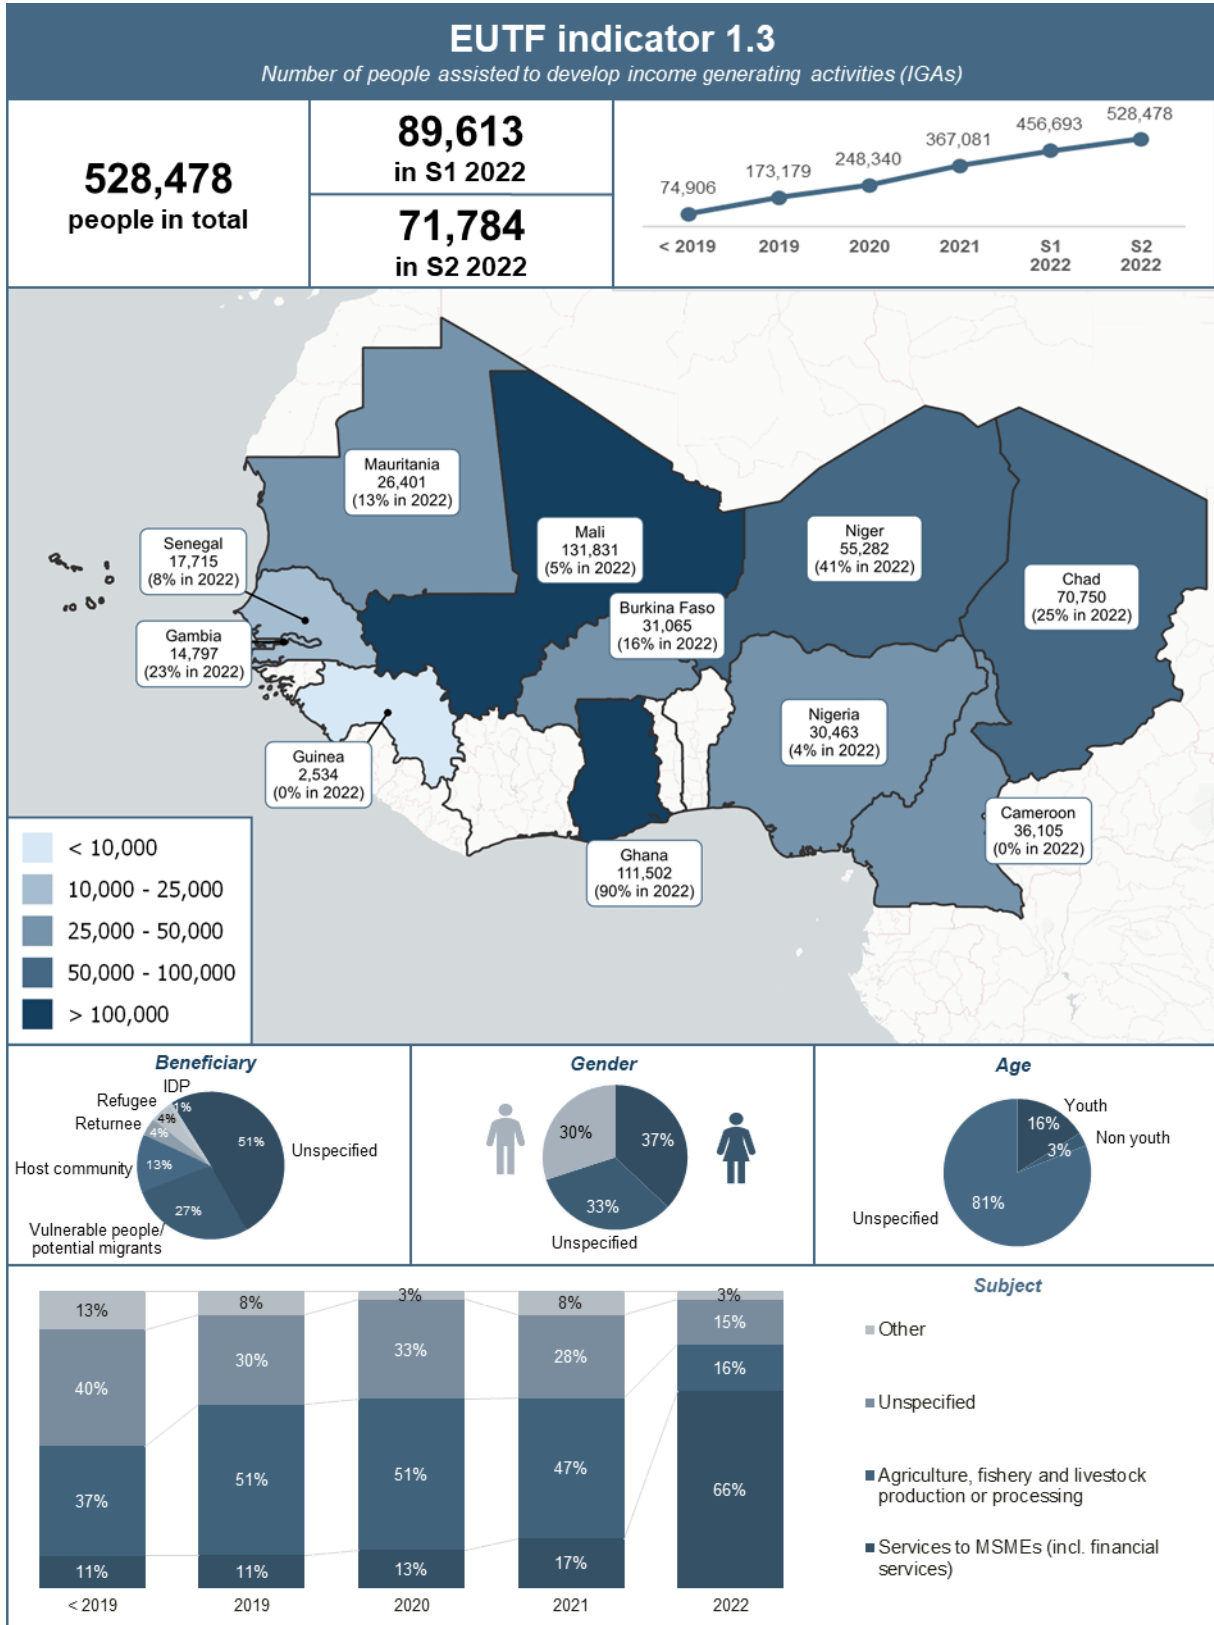 EUTF indicator 1.3
Number of people assisted to develop income generating activities (IGAs)
528,478
people in total
89,613
in S1 2022
71,784
in S2 2022
74,906
173,179
248,340
367,081
456,693
528,478
< 2019
2019
2020
2021
S1
2022
S2
2022
Mauritania
26,401
(13% in 2022)
Senegal
17,715
(8% in 2022)
Gambia
14,797
(23% in 2022)
Mali
131,831
(5% in 2022)
Niger
55,282
(41% in 2022)
Chad
70,750
(25% in 2022)
Burkina Faso
31,065
(16% in 2022)
Nigeria
30,463
(4% in 2022)
Guinea
2,534
(0% in 2022)
Cameroon
36,105
(0% in 2022)
Ghana
111,502
(90% in 2022)
< 10,000
10,000 - 25,000
25,000 - 50,000
50,000 - 100,000
> 100,000
Beneficiary
IDP
1%
Refugee
4%
Returnee
4%
Host community
13%
51%
Unspecified
27%
Vulnerable people/
potential migrants
Gender
30%
37%
33%
Unspecified
Age
Youth
16%
Non youth
3%
81%
Unspecified
13%
40%
37%
11%
< 2019
8%
30%
51%
11%
2019
3%
33%
51%
13%
2020
8%
28%
47%
17%
2021
3%
15%
16%
66%
2022
Subject
Other
Unspecified
Agriculture, fishery and livestock
production or processing
Services to MSMEs (incl. financial
services)